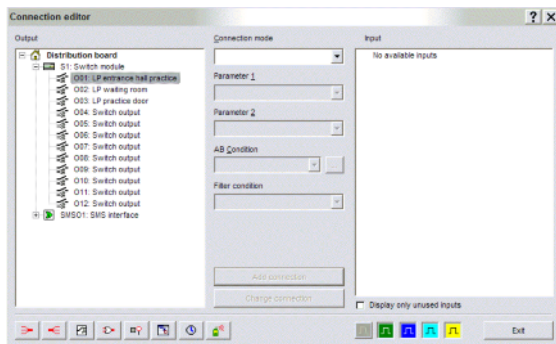 Connection editor
Output
Distribution board
S1: Switch module
O01: LP entrance hall practice
O02: LP waiting room
O03: LP practice door
O04: Switch output
O05: Switch output
O06: Switch output
O07: Switch output
O08: Switch output
O09: Switch output
O10: Switch output
O11: Switch output
O12: Switch output
SMS01: SMS interface
Connection mode
Parameter 1
Parameter 2
AB Condition
...
Filter condition
Add connection
Change connection
Input
No available inputs
Display only unused inputs
Exit